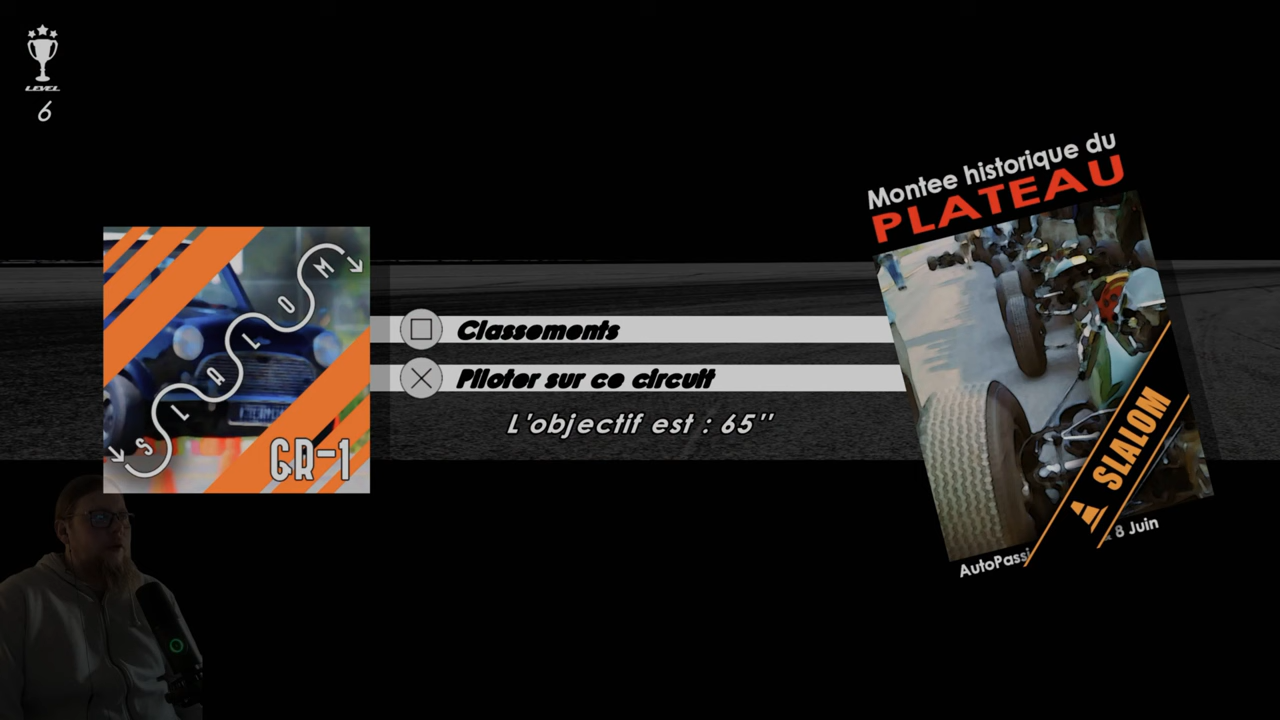 LEVEL
6
SLALOM
GR-1
Classements
Piloter sur ce circuit
L'objectif est : 65''
Montee historique du
PLATEAU
SLALOM
AutoPassi
8 Juin